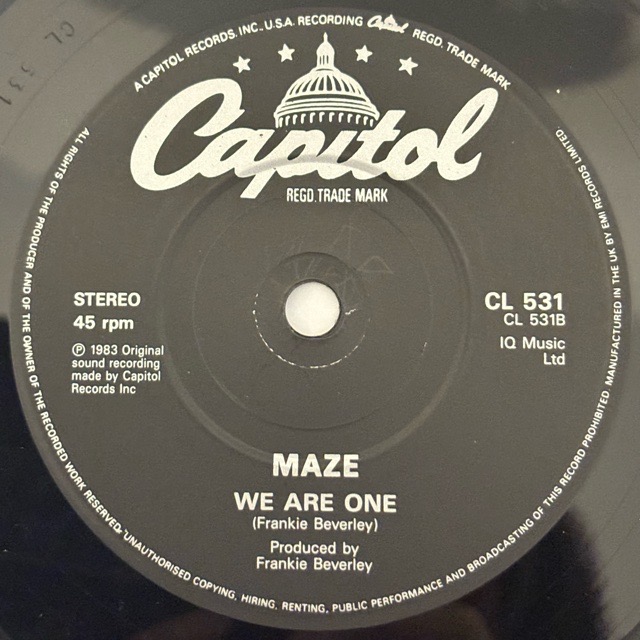 A CAPITOL RECORDS, INC., U.S.A. RECORDING Capitol REGD. TRADE MARK
Capitol
REGD. TRADE MARK
STEREO
45 rpm
℗ 1983 Original
sound recording
made by Capitol
Records Inc
CL 531
CL 531B
IQ Music
Ltd
MAZE
WE ARE ONE
(Frankie Beverley)
Produced by
Frankie Beverley
ALL RIGHTS OF THE PRODUCER AND OF THE OWNER OF THE RECORDED WORK RESERVED. UNAUTHORISED COPYING, HIRING, RENTING, PUBLIC PERFORMANCE AND BROADCASTING OF THIS RECORD PROHIBITED. MANUFACTURED IN THE UK BY EMI RECORDS LIMITED.
CL 531